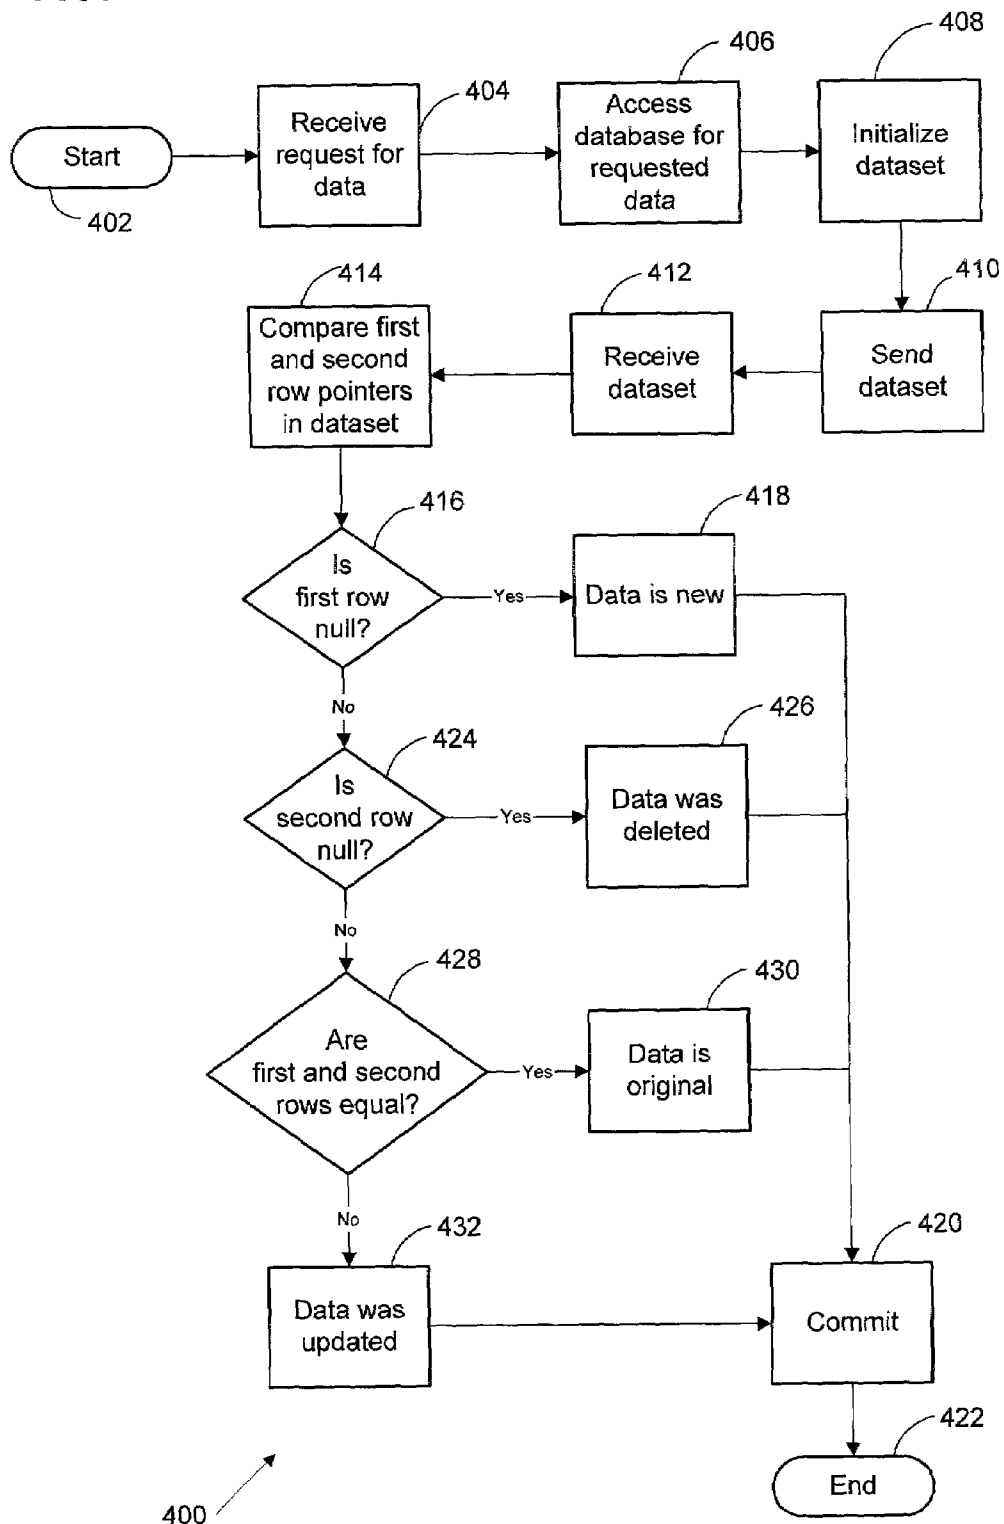 406
408
404
Start
Receive
request for
data
Access
database for
requested
data
Initialize
dataset
402
414
412
410
Compare first
and second
row pointers
in dataset
Receive
dataset
Send
dataset
416
418
Is
first row
null?
Yes
Data is new
No
424
426
Is
second row
null?
Yes
Data was
deleted
No
428
430
Are
first and second
rows equal?
Yes
Data is
original
No
432
420
Data was
updated
Commit
422
End
400